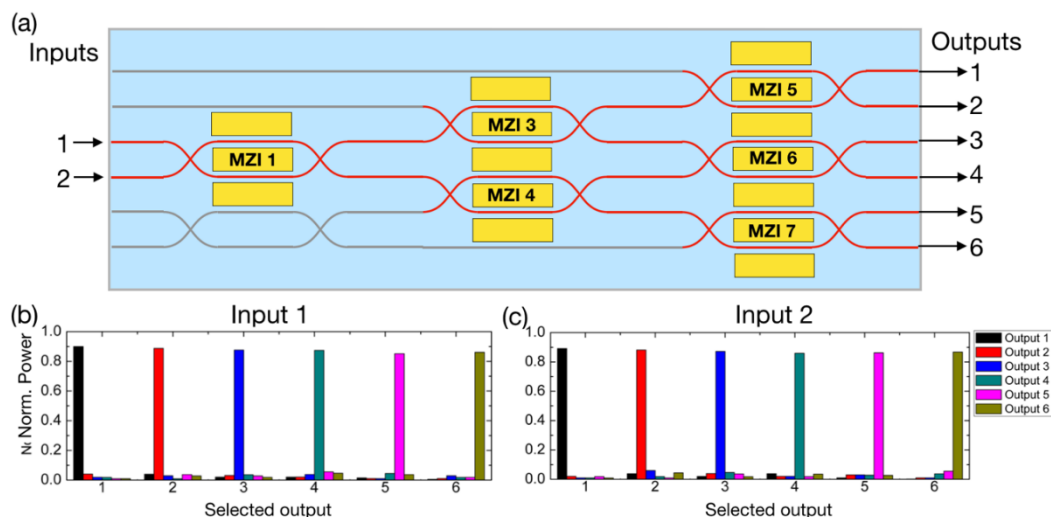 (a)
Inputs
Outputs
MZI 5
1
2
MZI 3
1
MZI 1
MZI 6
3
2
MZI 4
4
MZI 7
5
6
(b)
Input 1
(c)
Input 2
Norm. Power
1.0
0.8
0.6
0.4
0.2
0.0
1 2 3 4 5 6
Selected output
1.0
0.8
0.6
0.4
0.2
0.0
1 2 3 4 5 6
Selected output
Output 1
Output 2
Output 3
Output 4
Output 5
Output 6